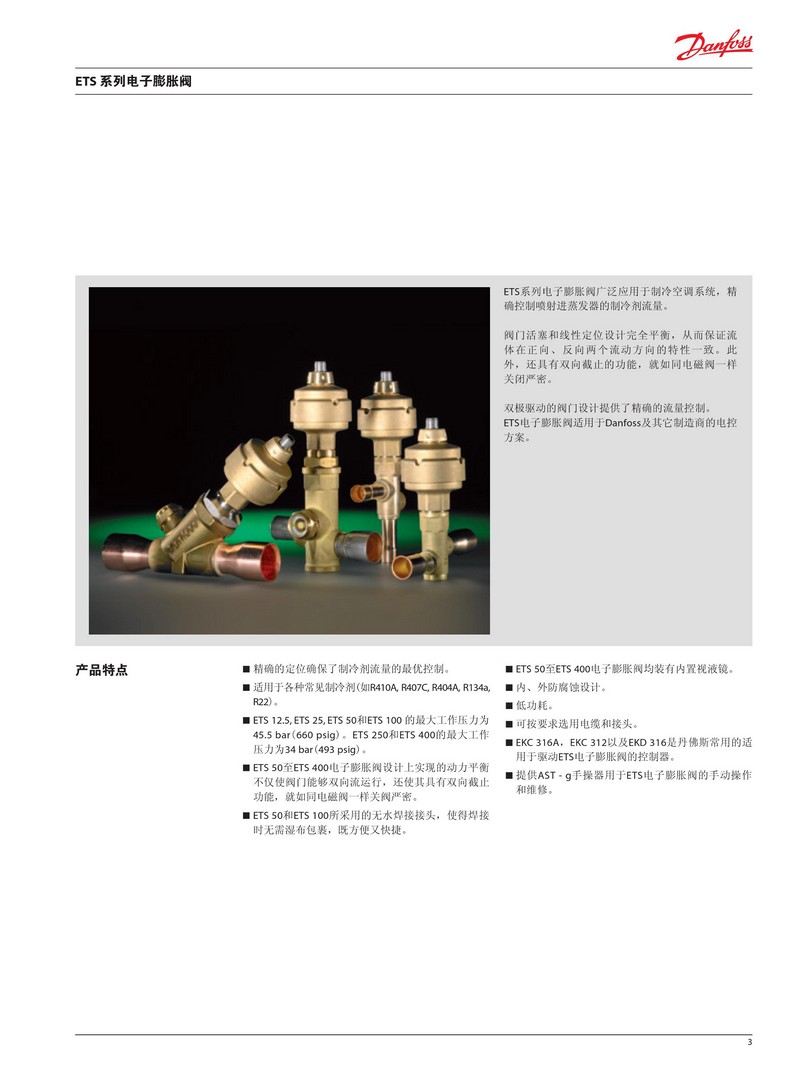 Danfoss
ETS 系列电子膨胀阀
ETS系列电子膨胀阀广泛应用于制冷空调系统，精
确控制喷射进蒸发器的制冷剂流量。
阀门活塞和线性定位设计完全平衡，从而保证流
体在正向、反向两个流动方向的特性一致。此
外，还具有双向截止的功能，就如同电磁阀一样
关闭严密。
双极驱动的阀门设计提供了精确的流量控制。
ETS电子膨胀阀适用于Danfoss及其它制造商的电控
方案。
产品特点
■ 精确的定位确保了制冷剂流量的最优控制。
■ 适用于各种常见制冷剂（如R410A, R407C, R404A, R134a,
R22）。
■ ETS 12.5, ETS 25, ETS 50和ETS 100 的最大工作压力为
45.5 bar（660 psig）。ETS 250和ETS 400的最大工作
压力为34 bar（493 psig）。
■ ETS 50至ETS 400电子膨胀阀设计上实现的动力平衡
不仅使阀门能够双向流运行，还使其具有双向截止
功能，就如同电磁阀一样关阀严密。
■ ETS 50和ETS 100所采用的无水焊接接头，使得焊接
时无需湿布包裹，既方便又快捷。
■ ETS 50至ETS 400电子膨胀阀均装有内置视液镜。
■ 内、外防腐蚀设计。
■ 低功耗。
■ 可按要求选用电缆和接头。
■ EKC 316A，EKC 312以及EKD 316是丹佛斯常用的适
用于驱动ETS电子膨胀阀的控制器。
■ 提供AST - g手操器用于ETS电子膨胀阀的手动操作
和维修。
3